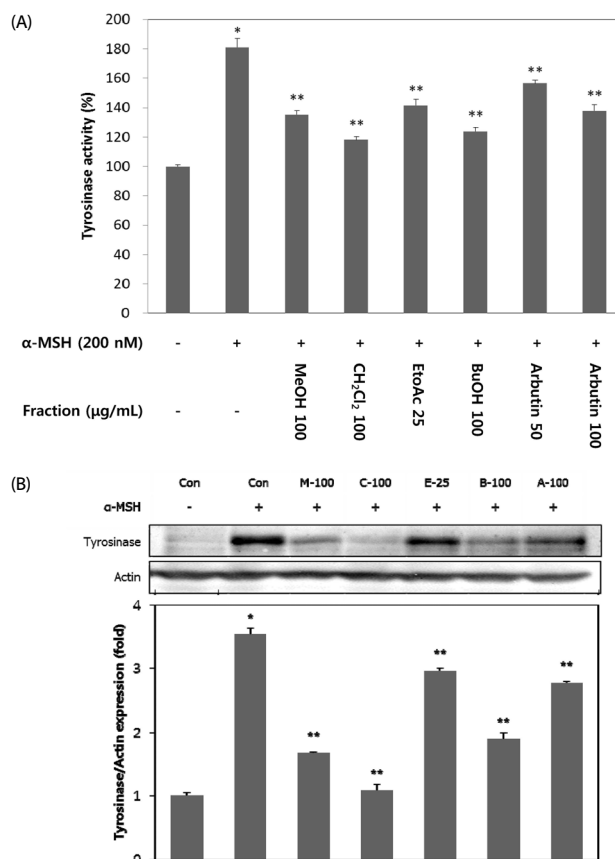 (A)
Tyrosinase activity (%)
200
180
160
140
120
100
80
60
40
20
0
* ** ** ** ** ** **
α-MSH (200 nM) - + + + + + + +
Fraction (μg/mL) - - MeOH 100 CH₂Cl₂ 100 EtoAc 25 BuOH 100 Arbutin 50 Arbutin 100
(B)
Con Con M-100 C-100 E-25 B-100 A-100
α-MSH - + + + + + +
Tyrosinase
Actin
Tyrosinase/Actin expression (fold)
4
3
2
1
0
* ** ** ** ** **